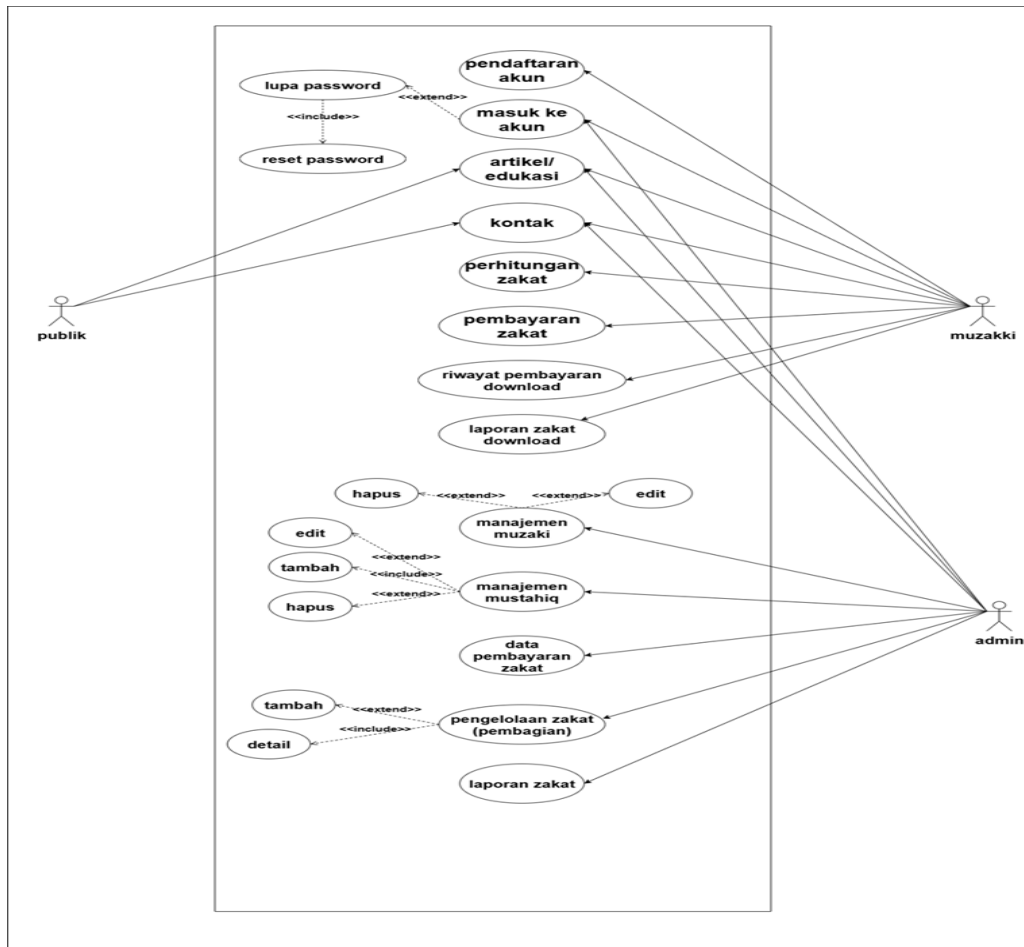 pendaftaran
akun
lupa password
<<extend>>
masuk ke
akun
<<include>>
reset password
artikel/
edukasi
kontak
perhitungan
zakat
publik
muzakki
pembayaran
zakat
riwayat pembayaran
download
laporan zakat
download
hapus
<<extend>>
<<extend>>
edit
manajemen
muzaki
edit
<<extend>>
tambah
<<include>>
hapus
<<extend>>
manajemen
mustahiq
admin
data
pembayaran
zakat
tambah
<<extend>>
pengelolaan zakat
(pembagian)
<<include>>
detail
laporan zakat